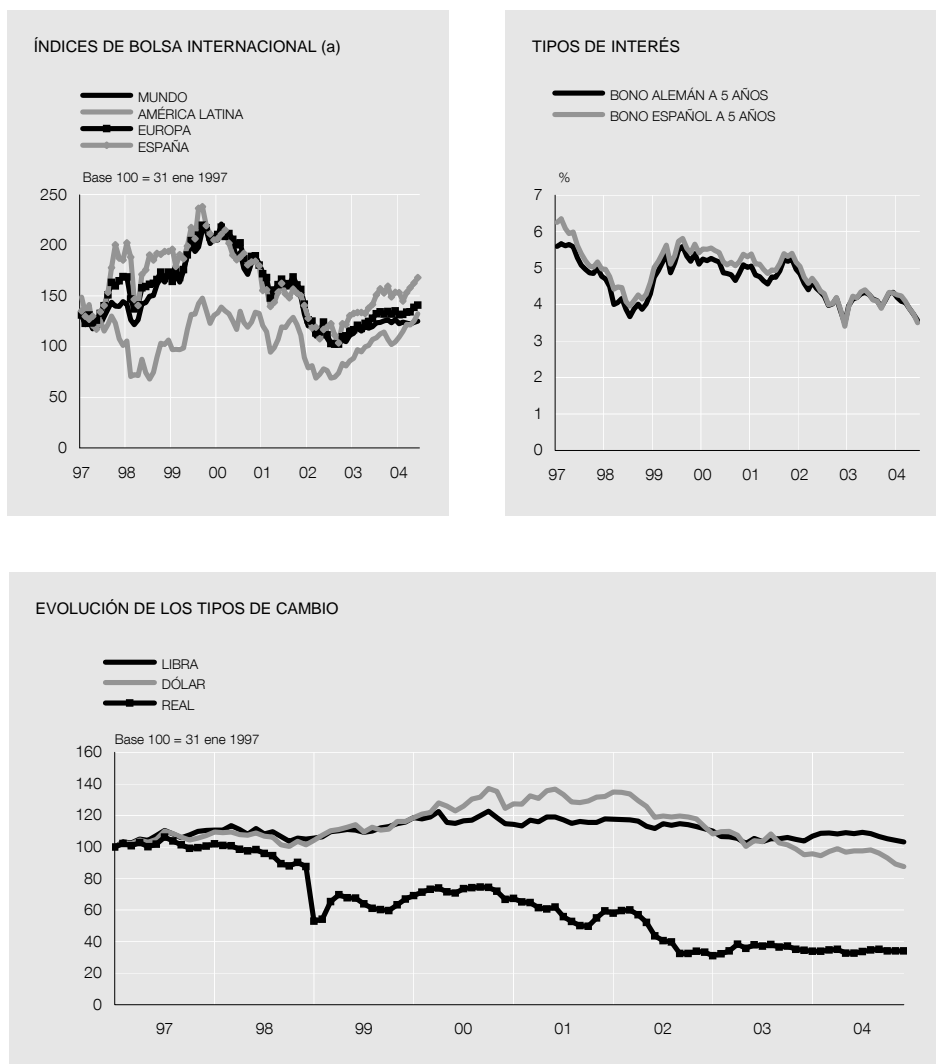 ÍNDICES DE BOLSA INTERNACIONAL (a)
MUNDO
AMÉRICA LATINA
EUROPA
ESPAÑA
Base 100 = 31 ene 1997
250
200
150
100
50
0
97 98 99 00 01 02 03 04
TIPOS DE INTERÉS
BONO ALEMÁN A 5 AÑOS
BONO ESPAÑOL A 5 AÑOS
%
7
6
5
4
3
2
1
0
97 98 99 00 01 02 03 04
EVOLUCIÓN DE LOS TIPOS DE CAMBIO
LIBRA
DÓLAR
REAL
Base 100 = 31 ene 1997
160
140
120
100
80
60
40
20
0
97 98 99 00 01 02 03 04